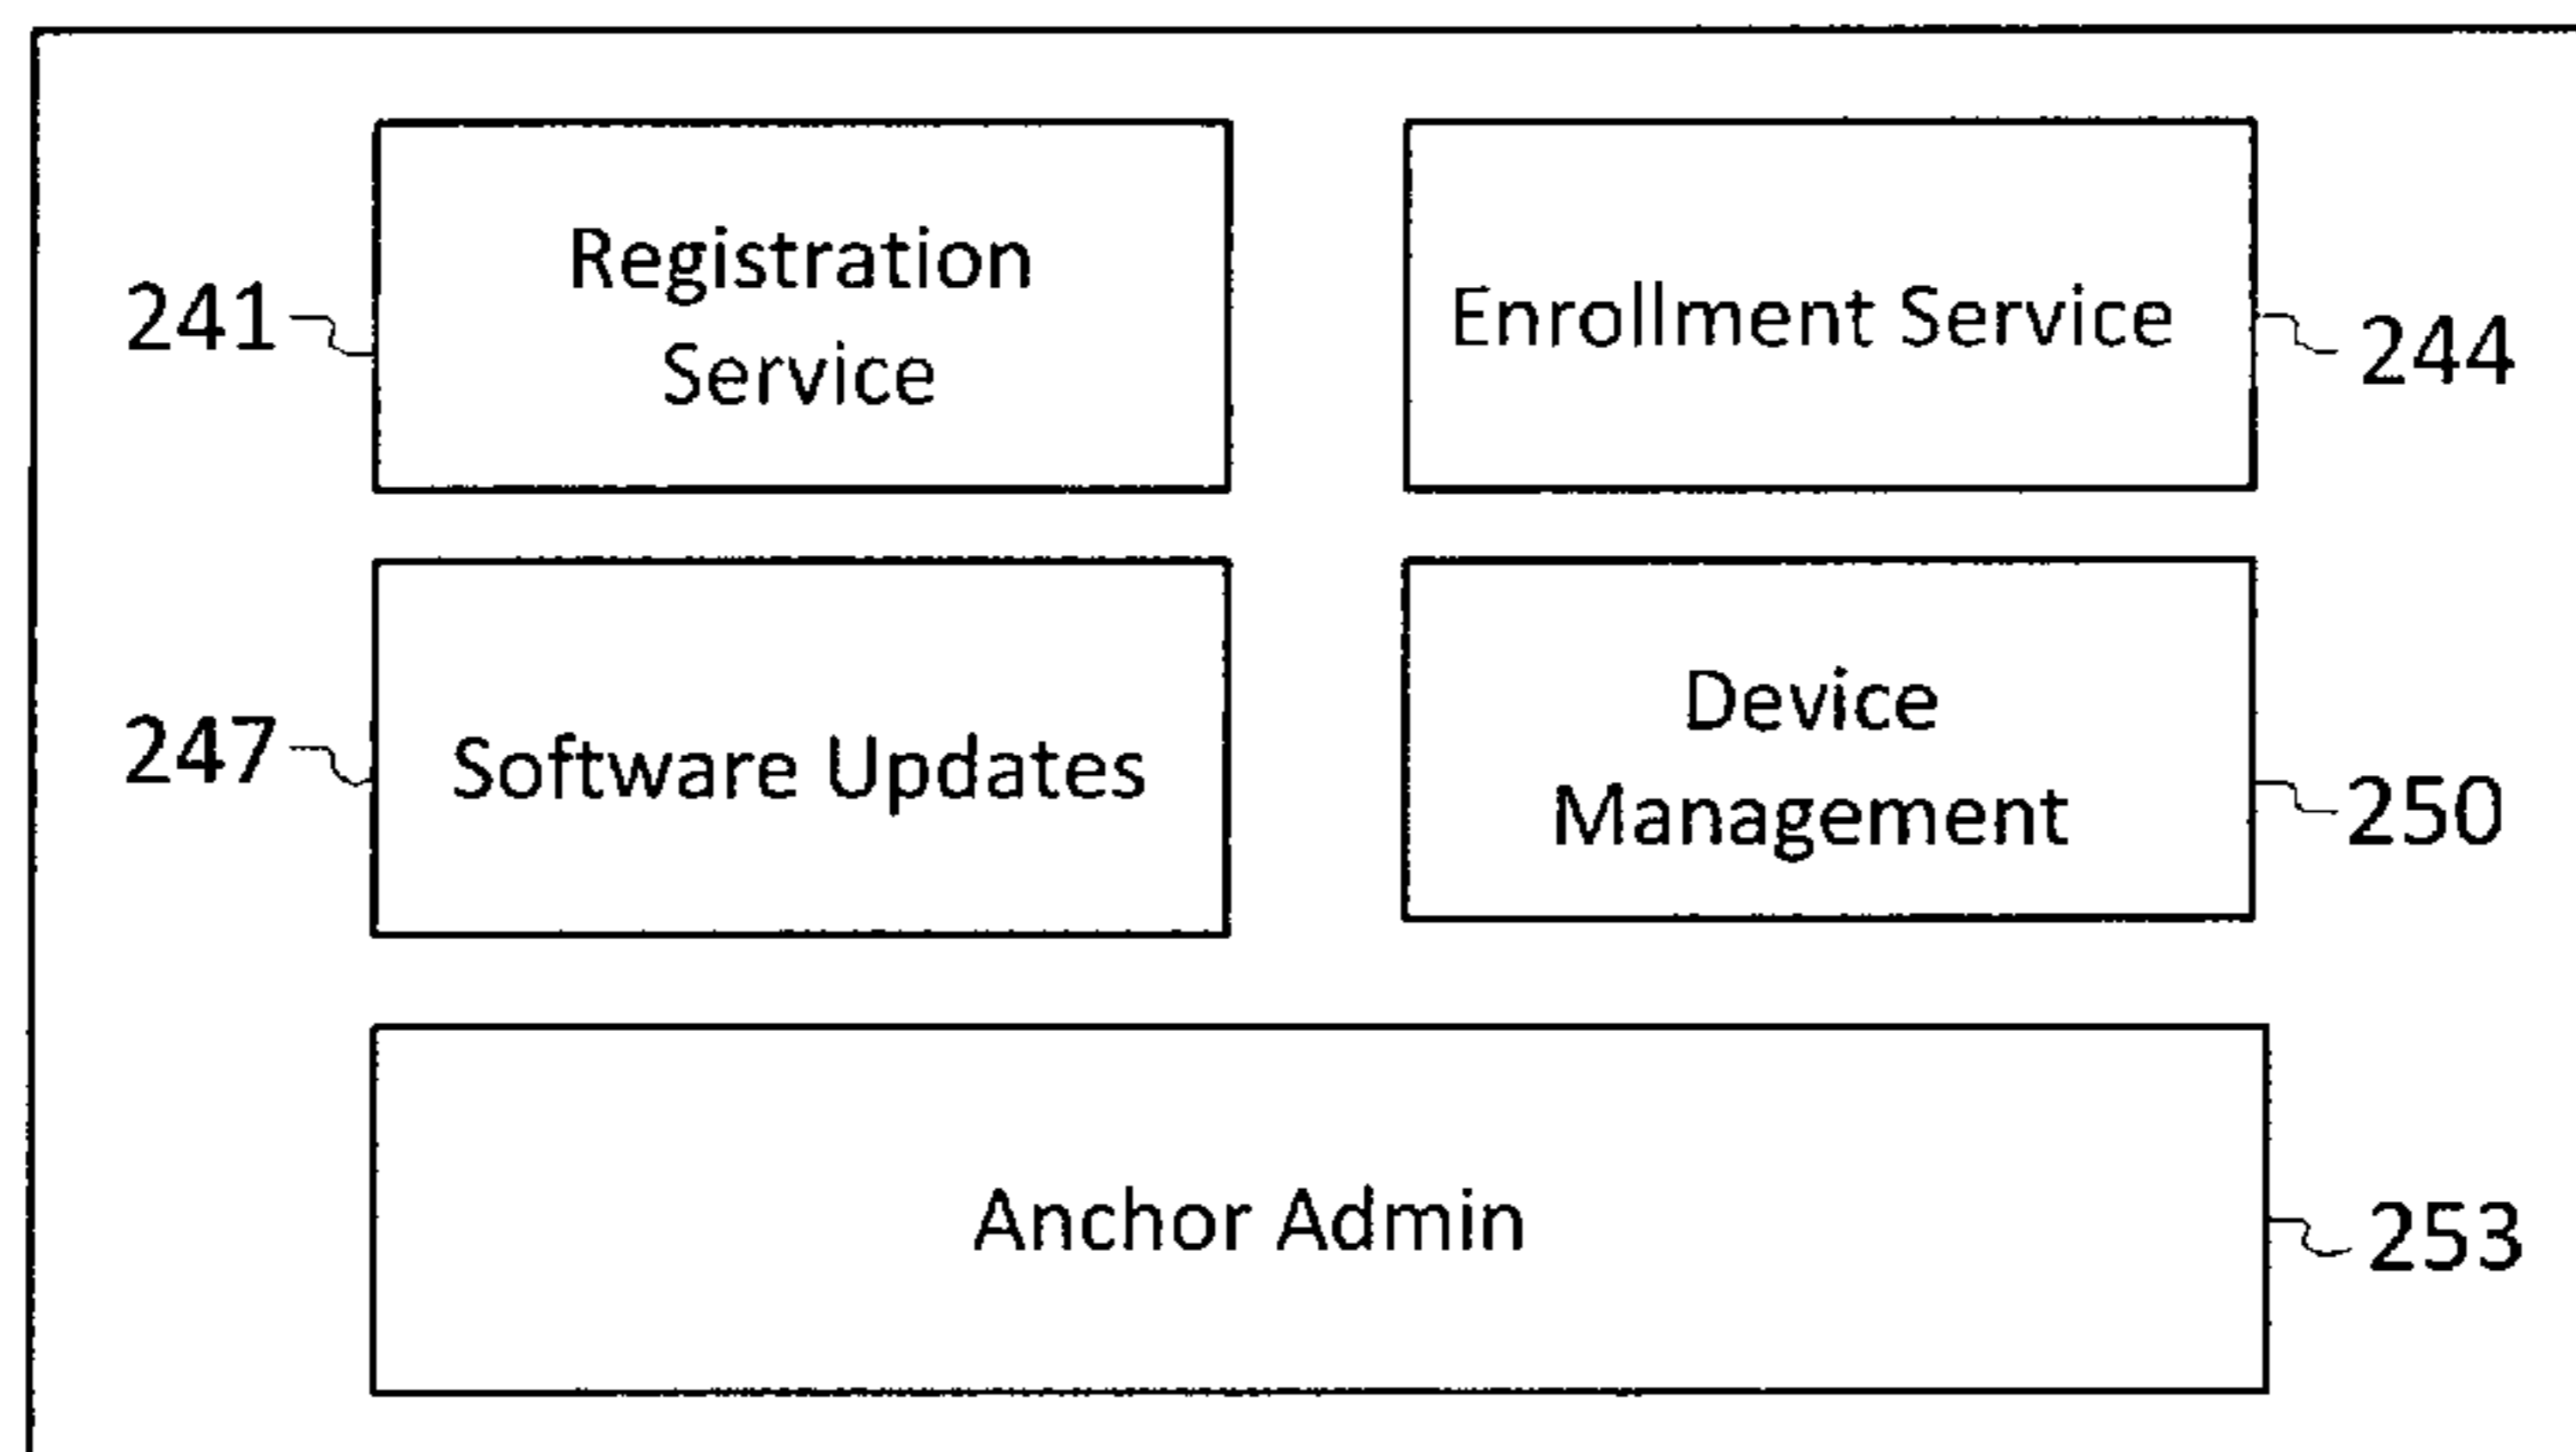 Registration
Service
241
Enrollment Service
244
Software Updates
247
Device
Management
250
Anchor Admin
253